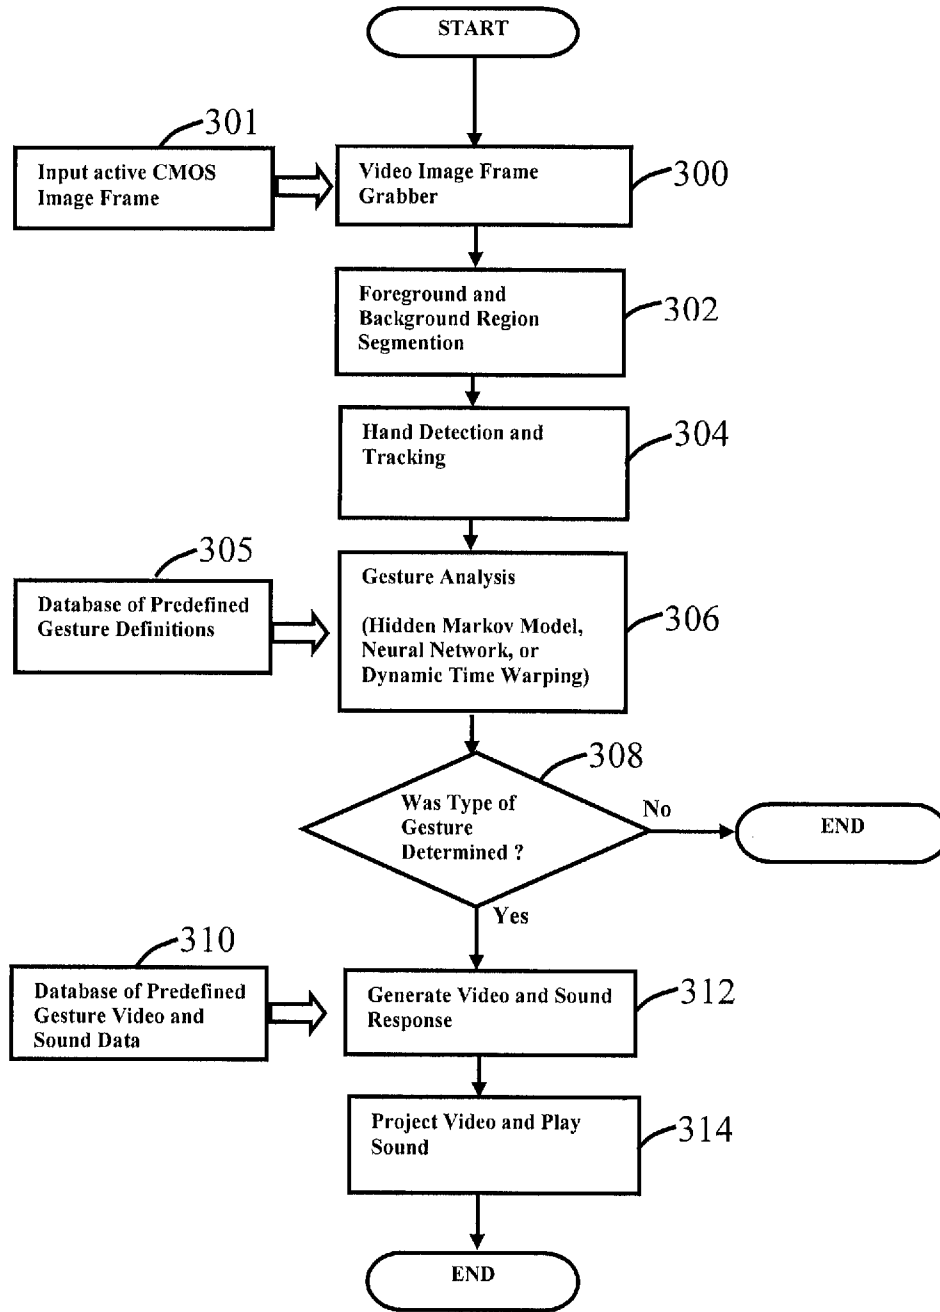 START
301
Input active CMOS
Image Frame
Video Image Frame
Grabber
300
Foreground and
Background Region
Segmention
302
Hand Detection and
Tracking
304
305
Database of Predefined
Gesture Definitions
Gesture Analysis
(Hidden Markov Model,
Neural Network, or
Dynamic Time Warping)
306
308
Was Type of
Gesture
Determined ?
No
END
Yes
310
Database of Predefined
Gesture Video and
Sound Data
Generate Video and Sound
Response
312
Project Video and Play
Sound
314
END